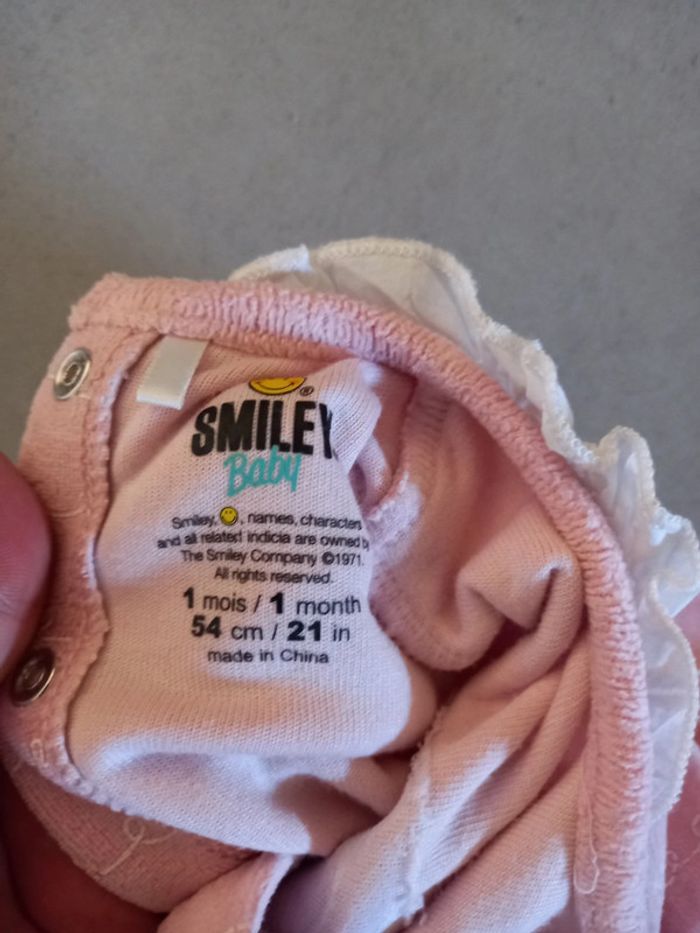 SMILEY
Baby
Smiley, , names, characters
and all related indicia are owned by
The Smiley Company ©1971.
All rights reserved.
1 mois / 1 month
54 cm / 21 in
made in China